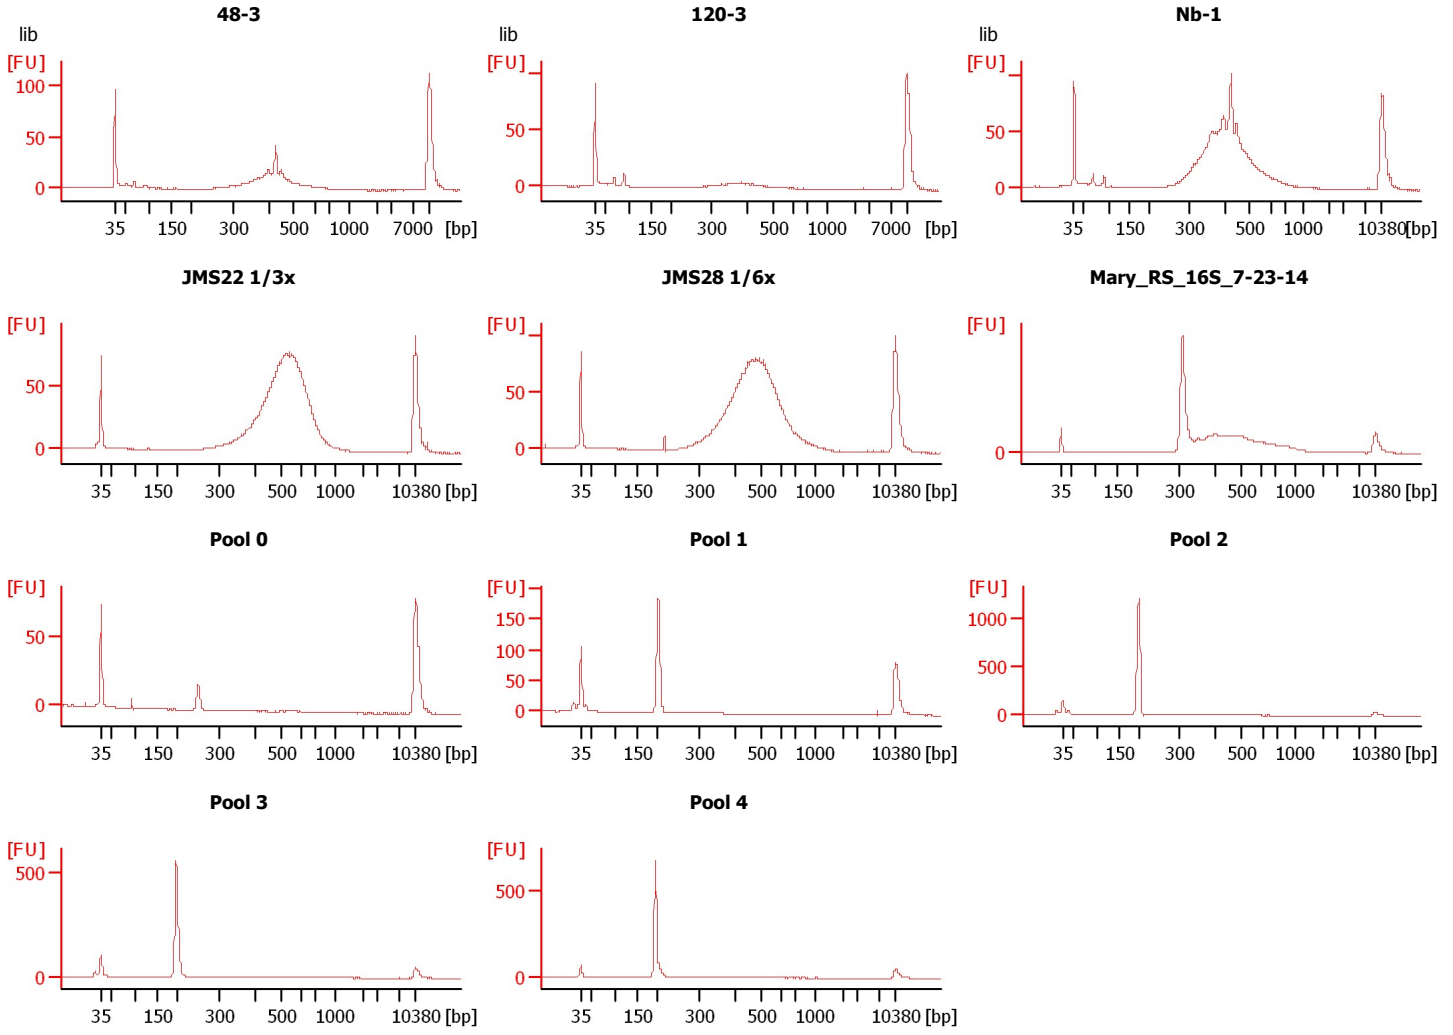 48-3 120-3 Nb-1
lib lib lib
[FU] [FU] [FU]
100
50 50 50
0 0 0
35 150 300 500 1000 7000 [bp] 35 150 300 500 1000 7000 [bp] 35 150 300 500 1000 10380 [bp]
JMS22 1/3x JMS28 1/6x Mary_RS_16S_7-23-14
[FU] [FU] [FU]
50 50
0 0 0
35 150 300 500 1000 10380 [bp] 35 150 300 500 1000 10380 [bp] 35 150 300 500 1000 10380 [bp]
Pool 0 Pool 1 Pool 2
[FU] [FU] [FU]
150 1000
50 100 500
0 50 0
0
35 150 300 500 1000 10380 [bp] 35 150 300 500 1000 10380 [bp] 35 150 300 500 1000 10380 [bp]
Pool 3 Pool 4
[FU] [FU]
500 500
0 0
35 150 300 500 1000 10380 [bp] 35 150 300 500 1000 10380 [bp]